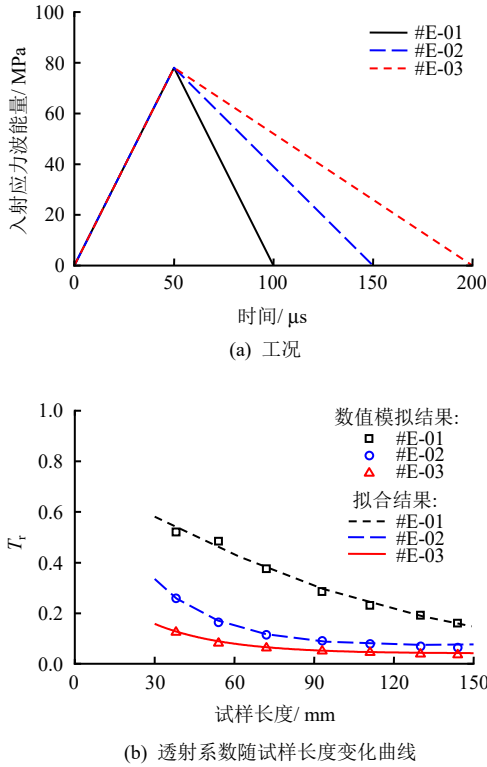 #E-01
#E-02
#E-03
100
80
60
40
20
0
入射应力波能量/ MPa
0 50 100 150 200
时间/ μs
(a) 工况
1.0
0.8
0.6
0.4
0.2
0.0
Tr
数值模拟结果:
#E-01
#E-02
#E-03
拟合结果:
#E-01
#E-02
#E-03
0 30 60 90 120 150
试样长度/ mm
(b) 透射系数随试样长度变化曲线